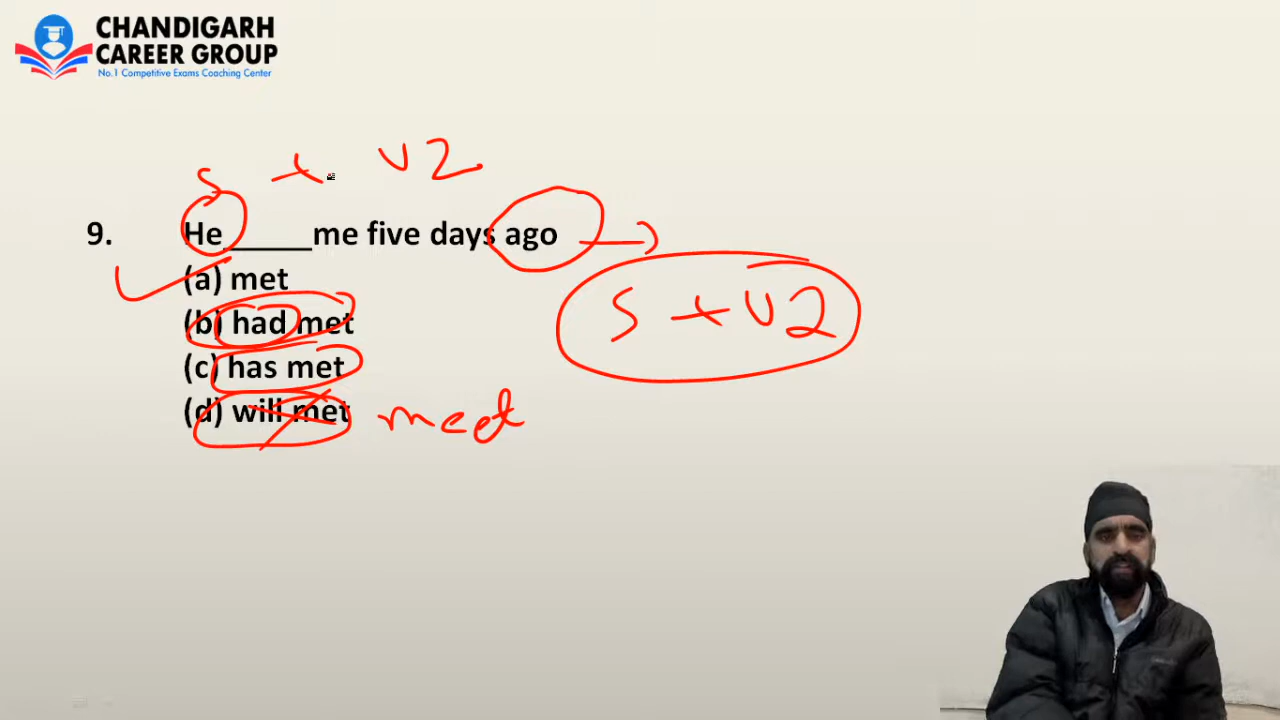 CHANDIGARH
CAREER GROUP
No.1 Competitive Exams Coaching Center
S + V2
9. He_____me five days ago →
(a) met
S + V2
(b) had met
(c) has met
(d) will met meet